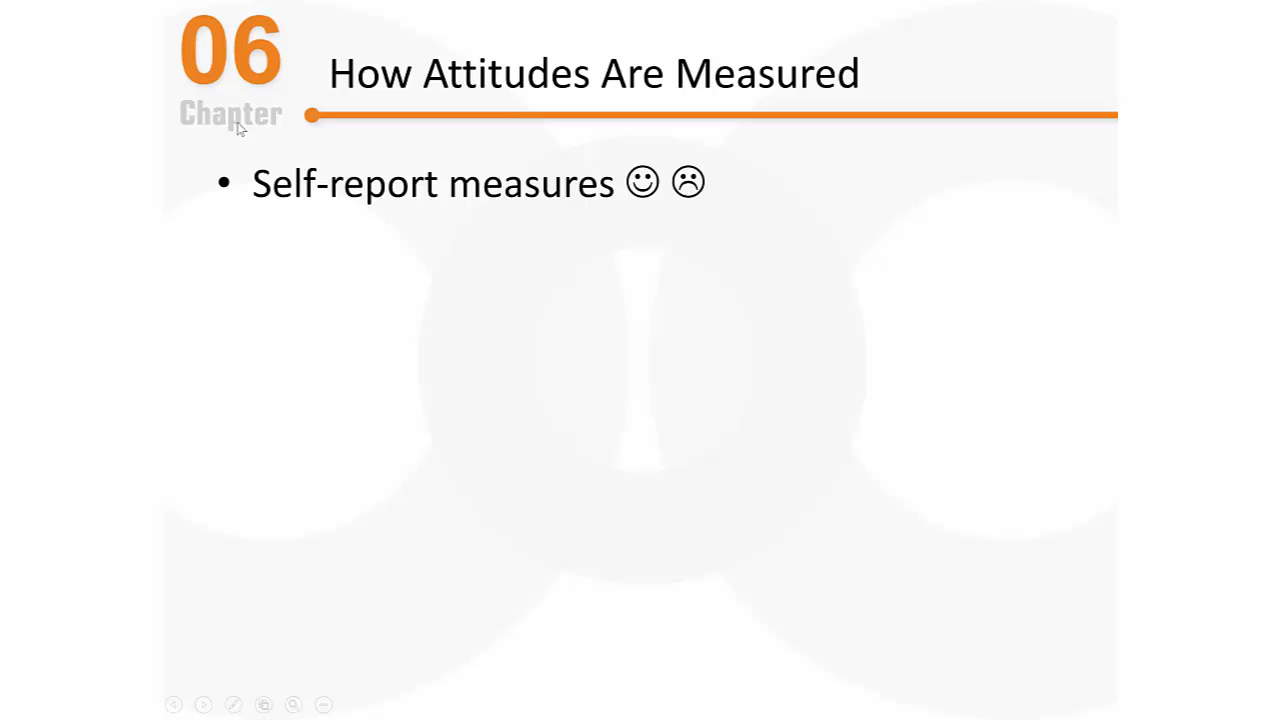 06
Chapter
How Attitudes Are Measured
• Self-report measures ☺ ☹